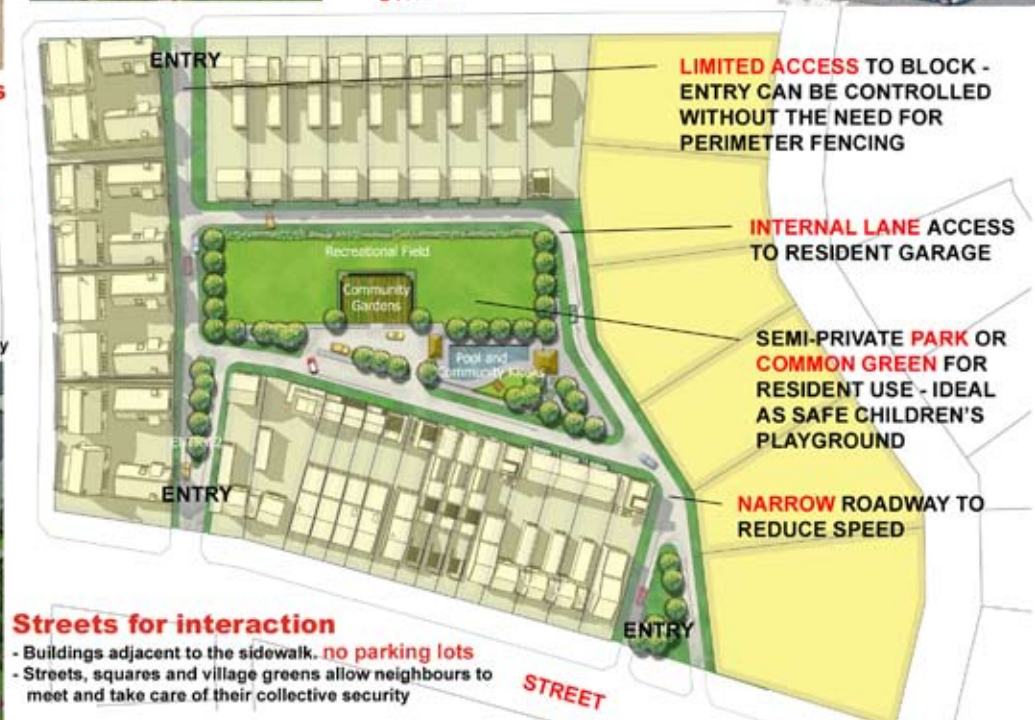 ENTRY
LIMITED ACCESS TO BLOCK -
ENTRY CAN BE CONTROLLED
WITHOUT THE NEED FOR
PERIMETER FENCING
INTERNAL LANE ACCESS
TO RESIDENT GARAGE
Recreational Field
Community
Gardens
Pool and
Community Kiosks
SEMI-PRIVATE PARK OR
COMMON GREEN FOR
RESIDENT USE - IDEAL
AS SAFE CHILDREN'S
PLAYGROUND
ENTRY
NARROW ROADWAY TO
REDUCE SPEED
ENTRY
Streets for interaction
- Buildings adjacent to the sidewalk. no parking lots
- Streets, squares and village greens allow neighbours to
meet and take care of their collective security
STREET